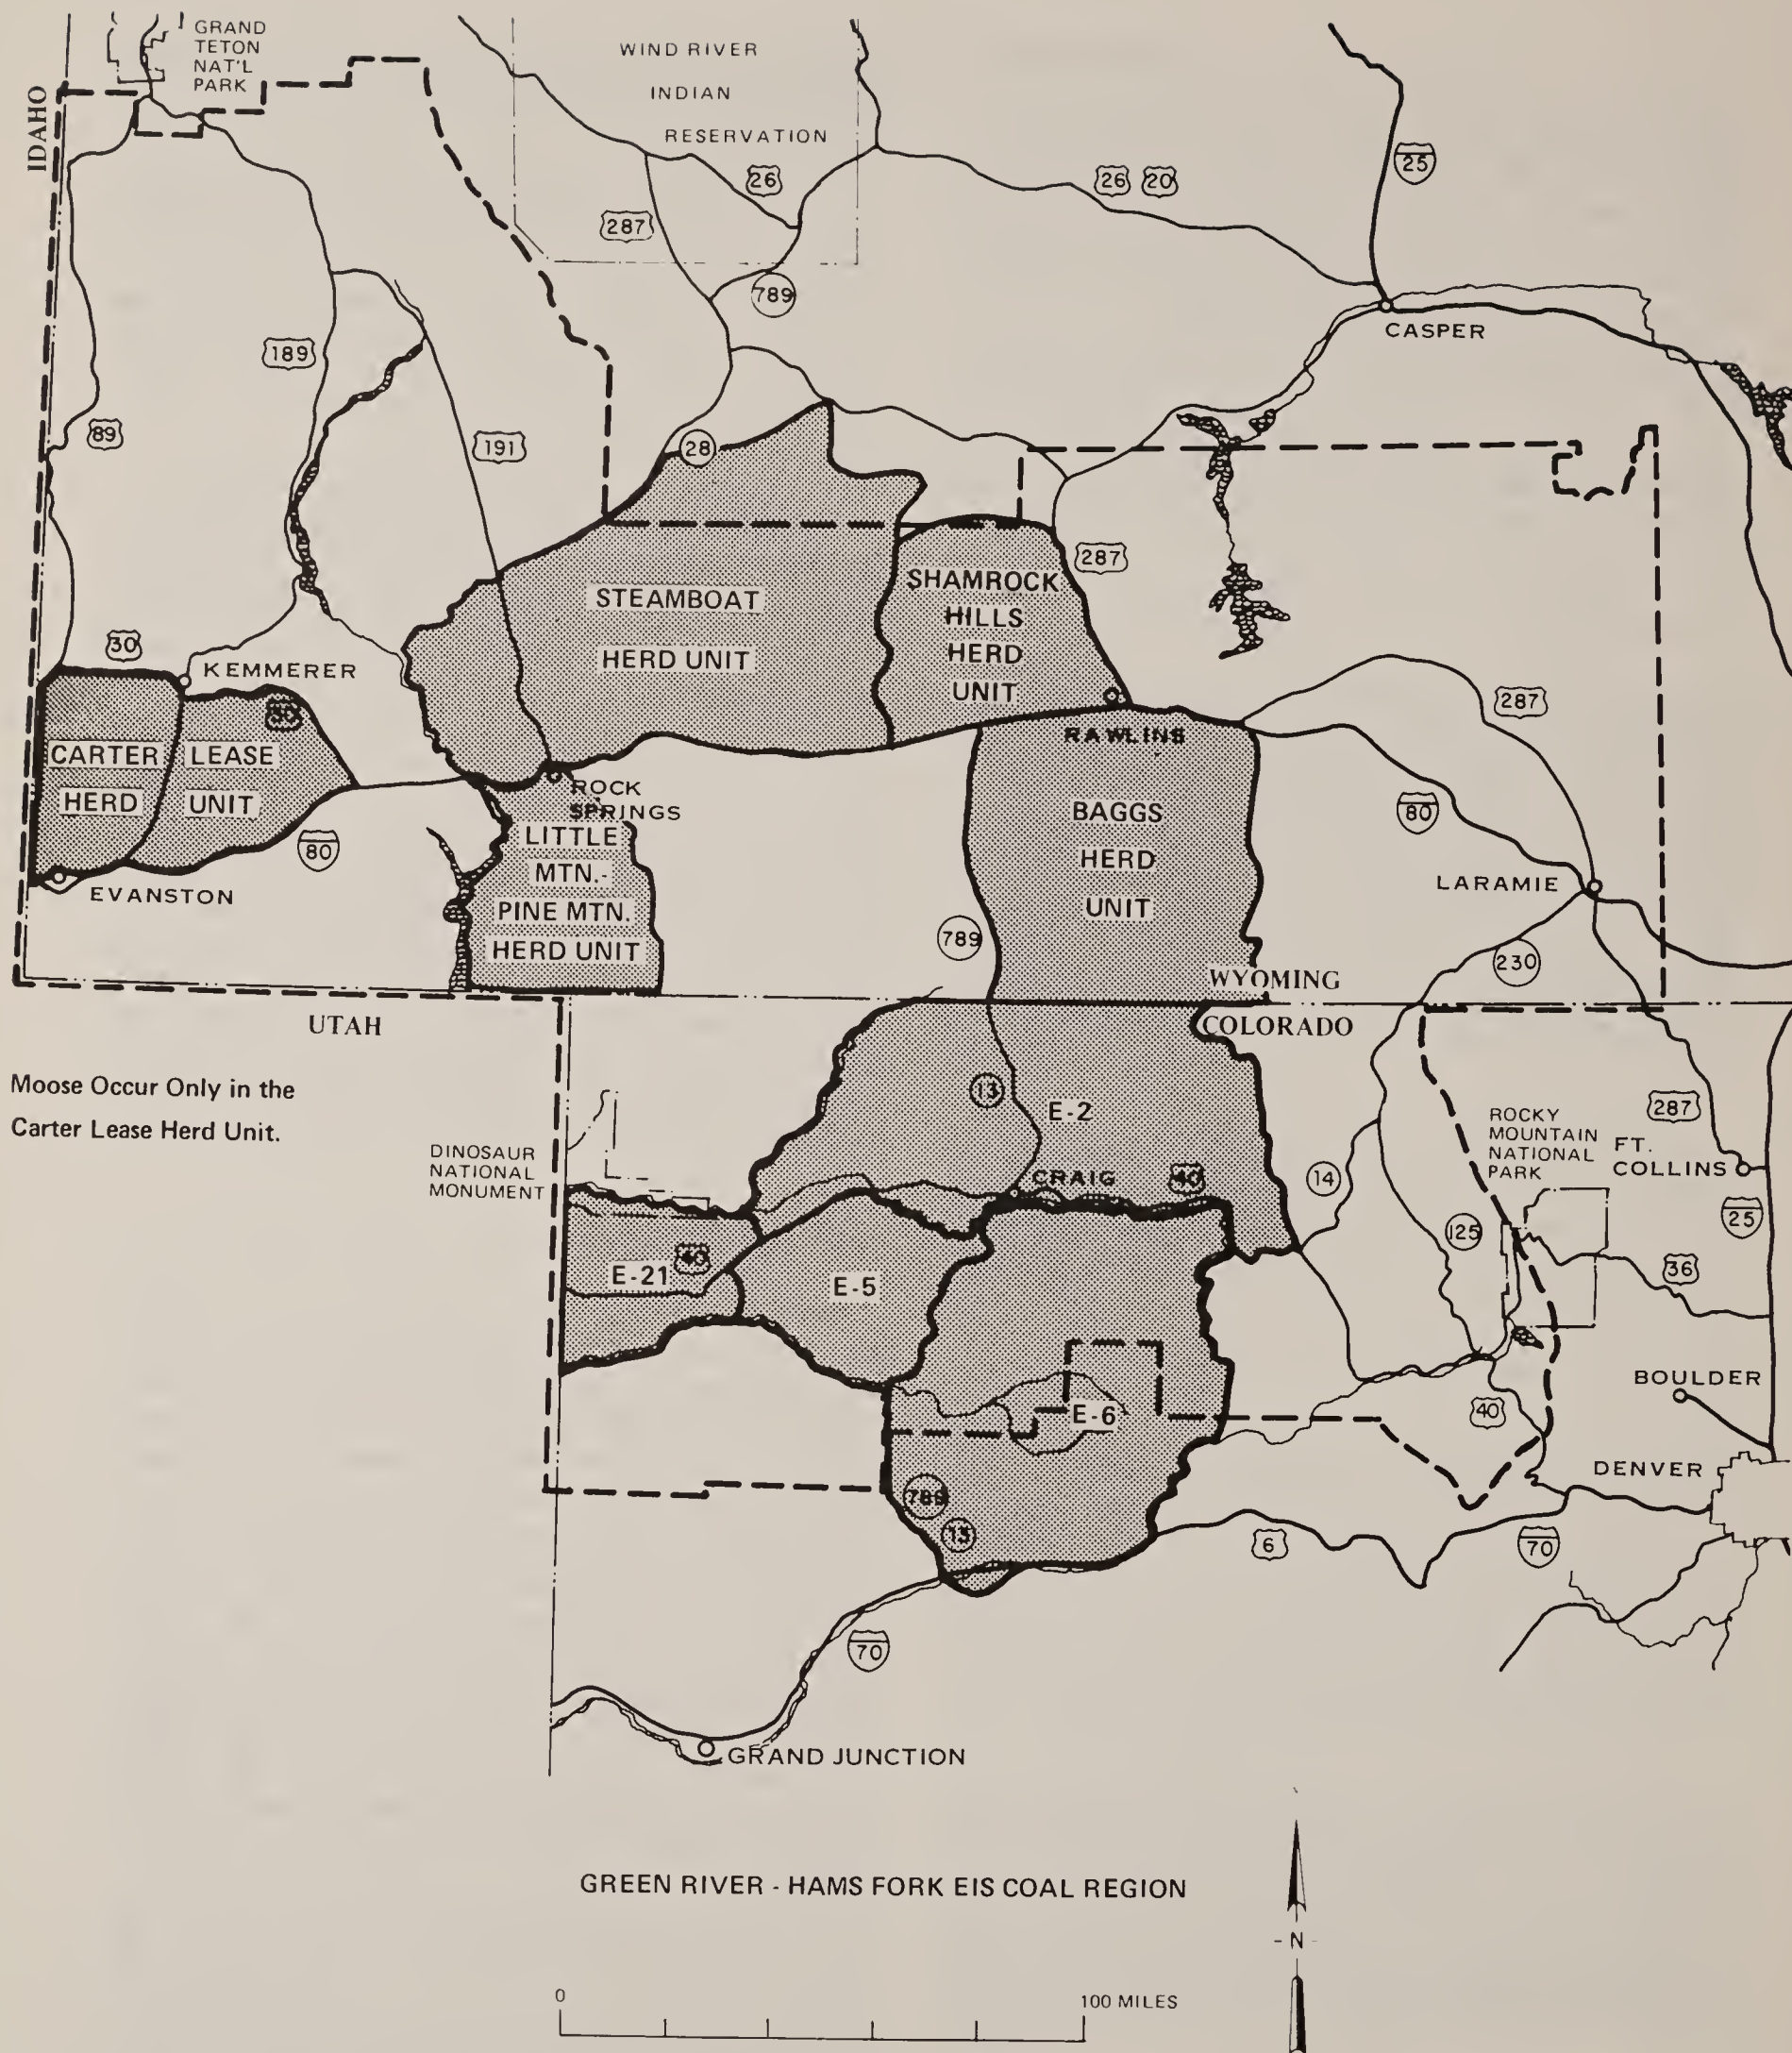 GRAND
TETON
NAT'L
PARK
WIND RIVER
INDIAN
RESERVATION
IDAHO
26
26 20
25
287
789
189
CASPER
89
191
28
287
STEAMBOAT
HERD UNIT
SHAMROCK
HILLS
HERD
UNIT
30
KEMMERER
30
287
RAWLINS
CARTER LEASE
HERD UNIT
ROCK
SPRINGS
80
80
LITTLE
MTN.-
PINE MTN.
HERD UNIT
BAGGS
HERD
UNIT
EVANSTON
LARAMIE
789
230
WYOMING
UTAH
COLORADO
Moose Occur Only in the
Carter Lease Herd Unit.
13
E-2
287
ROCKY
MOUNTAIN
NATIONAL
PARK
FT.
COLLINS
DINOSAUR
NATIONAL
MONUMENT
CRAIG
40
14
125
25
40
E-21
E-5
36
BOULDER
E-6
40
DENVER
789
13
6
70
70
GRAND JUNCTION
GREEN RIVER - HAMS FORK EIS COAL REGION
- N -
0
100 MILES